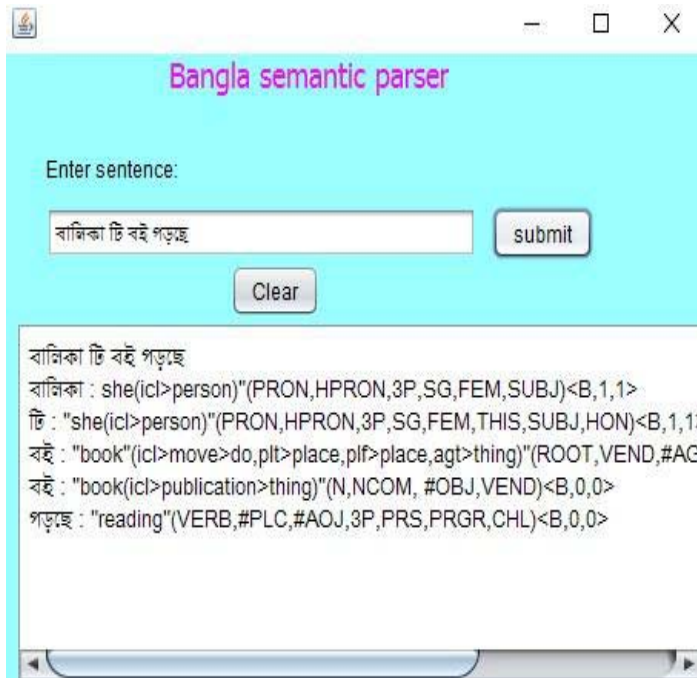 Bangla semantic parser
Enter sentence:
বালিকা টি বই পড়ছে
submit
Clear
বালিকা টি বই পড়ছে
বালিকা : she(icl>person)"(PRON,HPRON,3P,SG,FEM,SUBJ)<B,1,1>
টি : "she(icl>person)"(PRON,HPRON,3P,SG,FEM,THIS,SUBJ,HON)<B,1,1>
বই : "book"(icl>move>do,plt>place,plf>place,agt>thing)"(ROOT,VEND,#AG
বই : "book(icl>publication>thing)"(N,NCOM, #OBJ,VEND)<B,0,0>
পড়ছে : "reading"(VERB,#PLC,#AOJ,3P,PRS,PRGR,CHL)<B,0,0>